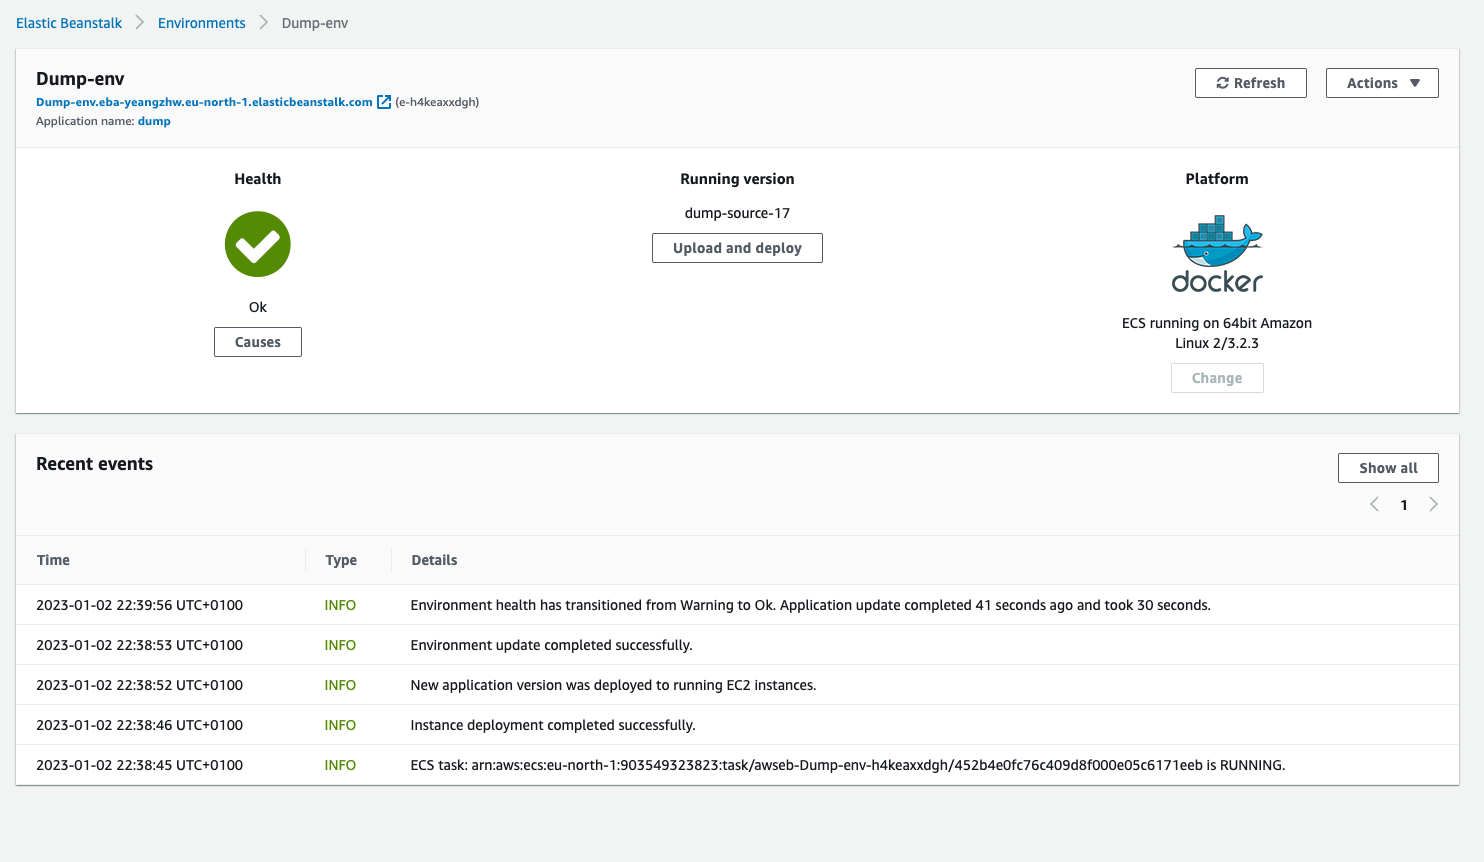 Elastic Beanstalk > Environments > Dump-env
Dump-env
Dump-env.eba-yeangzhw.eu-north-1.elasticbeanstalk.com (e-h4keaxxdgh)
Application name: dump
Refresh
Actions
Health
Ok
Causes
Running version
dump-source-17
Upload and deploy
Platform
docker
ECS running on 64bit Amazon
Linux 2/3.2.3
Change
Recent events
Show all
1
Time Type Details
2023-01-02 22:39:56 UTC+0100 INFO Environment health has transitioned from Warning to Ok. Application update completed 41 seconds ago and took 30 seconds.
2023-01-02 22:38:53 UTC+0100 INFO Environment update completed successfully.
2023-01-02 22:38:52 UTC+0100 INFO New application version was deployed to running EC2 instances.
2023-01-02 22:38:46 UTC+0100 INFO Instance deployment completed successfully.
2023-01-02 22:38:45 UTC+0100 INFO ECS task: arn:aws:ecs:eu-north-1:903549323823:task/awseb-Dump-env-h4keaxxdgh/452b4e0fc76c409d8f000e05c6171eeb is RUNNING.